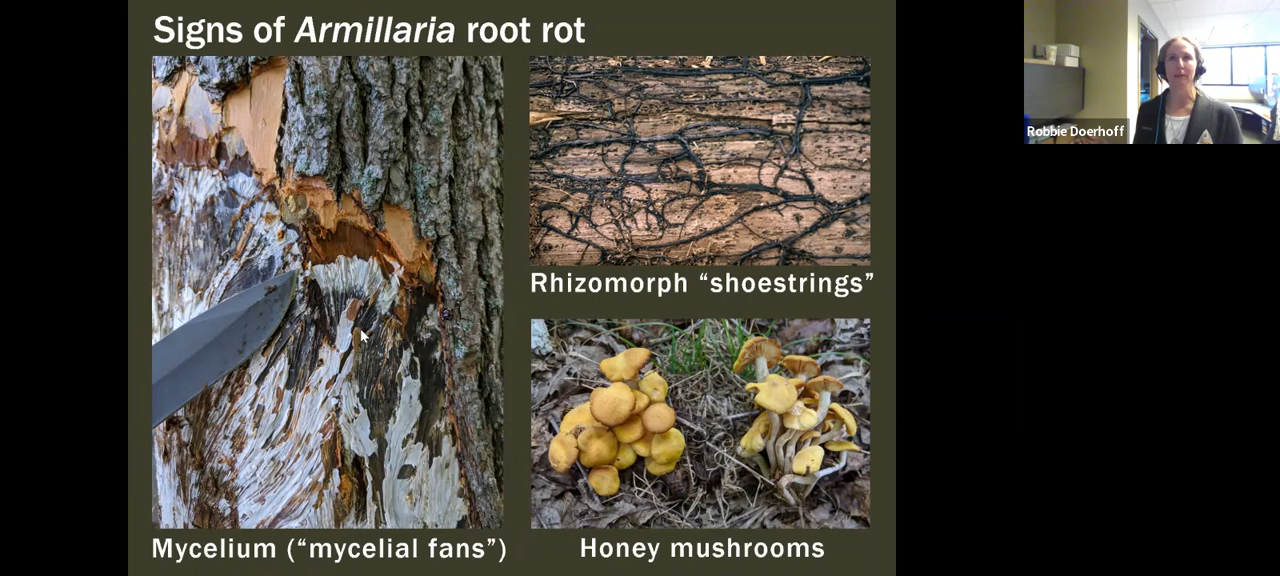 Signs of Armillaria root rot
Rhizomorph “shoestrings”
Mycelium (“mycelial fans”)
Honey mushrooms
Robbie Doerhoff